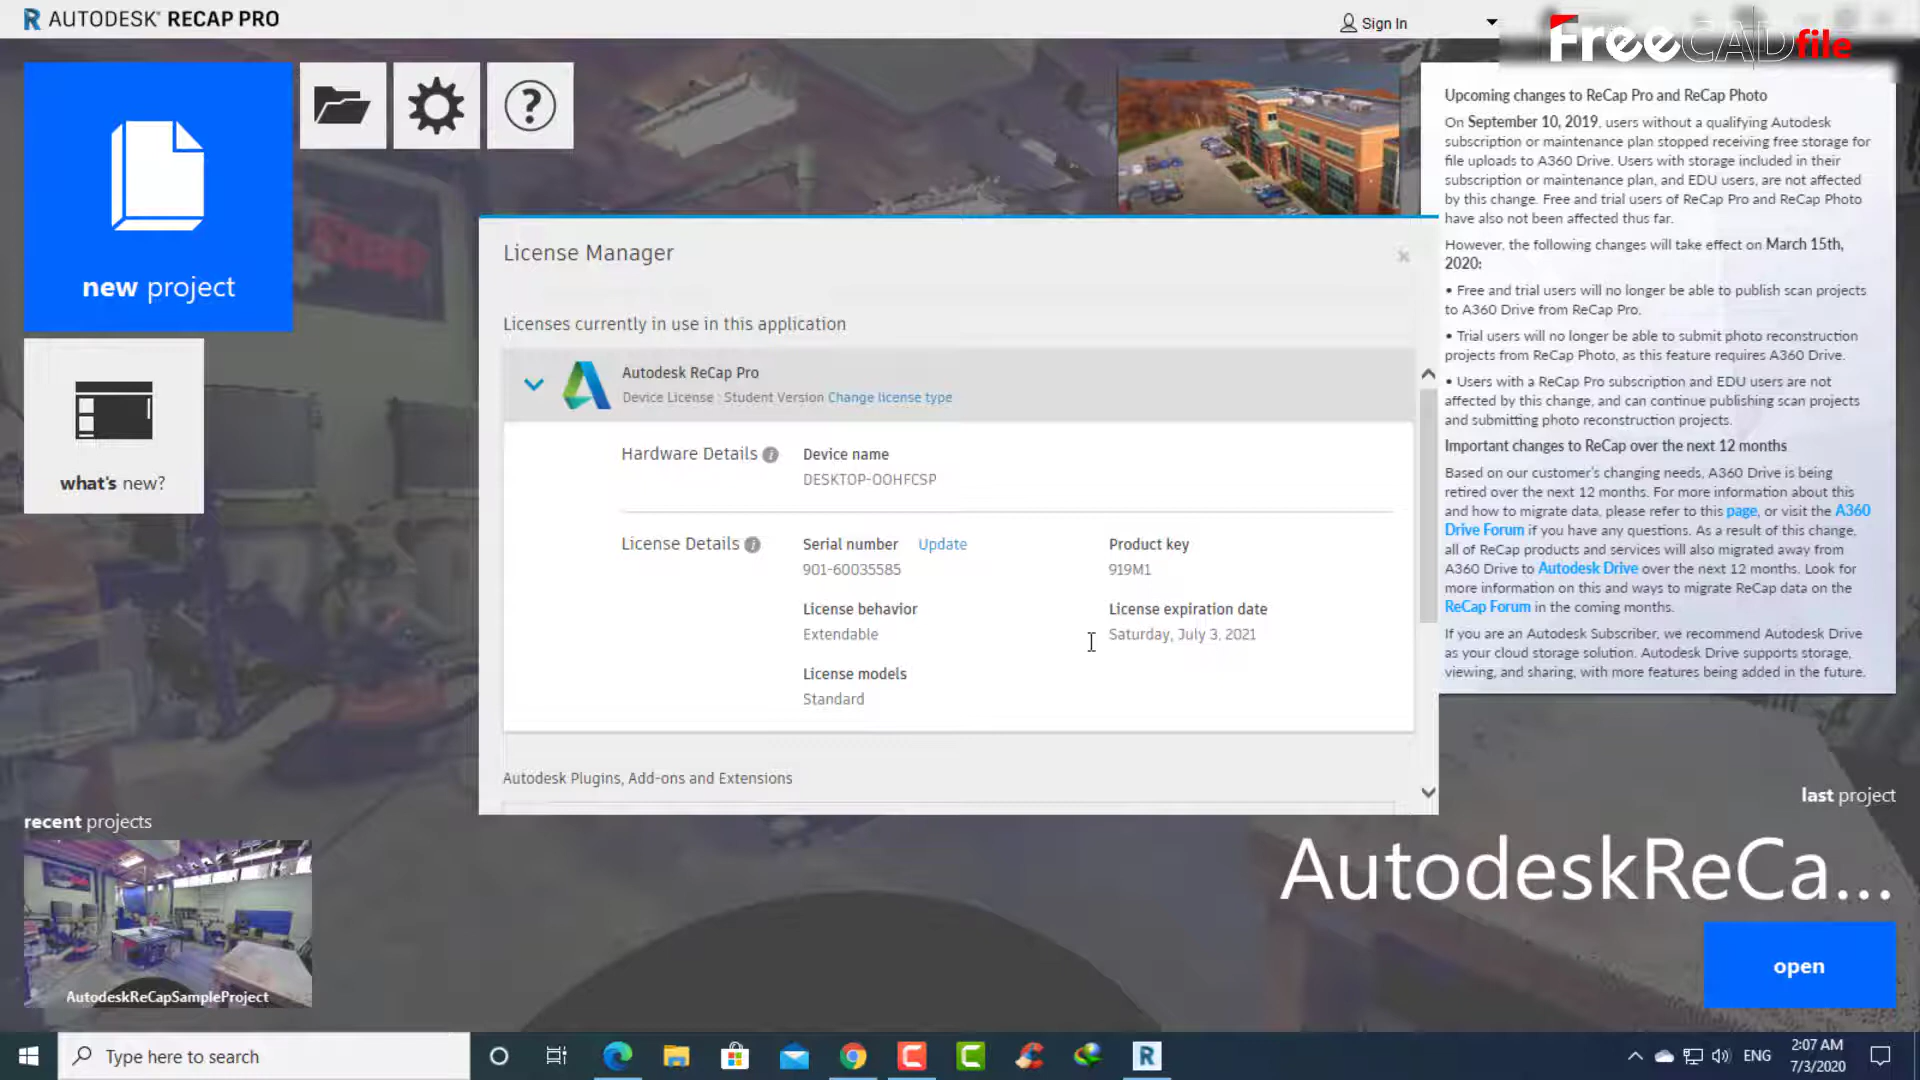 AUTODESK® RECAP PRO
Sign In
FreeCADfile
new project
what's new?
Step
License Manager
Licenses currently in use in this application
Autodesk ReCap Pro
Device License : Student Version Change license type
Hardware Details
Device name
DESKTOP-OOHFCSP
License Details
Serial number Update
901-60035585
Product key
919M1
License behavior
Extendable
License expiration date
Saturday, July 3, 2021
License models
Standard
Autodesk Plugins, Add-ons and Extensions
Upcoming changes to ReCap Pro and ReCap Photo
On September 10, 2019, users without a qualifying Autodesk
subscription or maintenance plan stopped receiving free storage for
file uploads to A360 Drive. Users with storage included in their
subscription or maintenance plan, and EDU users, are not affected
by this change. Free and trial users of ReCap Pro and ReCap Photo
have also not been affected thus far.
However, the following changes will take effect on March 15th,
2020:
• Free and trial users will no longer be able to publish scan projects
to A360 Drive from ReCap Pro.
• Trial users will no longer be able to submit photo reconstruction
projects from ReCap Photo, as this feature requires A360 Drive.
• Users with a ReCap Pro subscription and EDU users are not
affected by this change, and can continue publishing scan projects
and submitting photo reconstruction projects.
Important changes to ReCap over the next 12 months
Based on our customer's changing needs, A360 Drive is being
retired over the next 12 months. For more information about this
and how to migrate data, please refer to this page, or visit the A360
Drive Forum if you have any questions. As a result of this change,
all of ReCap products and services will also migrated away from
A360 Drive to Autodesk Drive over the next 12 months. Look for
more information on this and ways to migrate ReCap data on the
ReCap Forum in the coming months.
If you are an Autodesk Subscriber, we recommend Autodesk Drive
as your cloud storage solution. Autodesk Drive supports storage,
viewing, and sharing, with more features being added in the future.
recent projects
AutodeskReCapSampleProject
last project
AutodeskReCa...
open
Type here to search
ENG
2:07 AM
7/3/2020